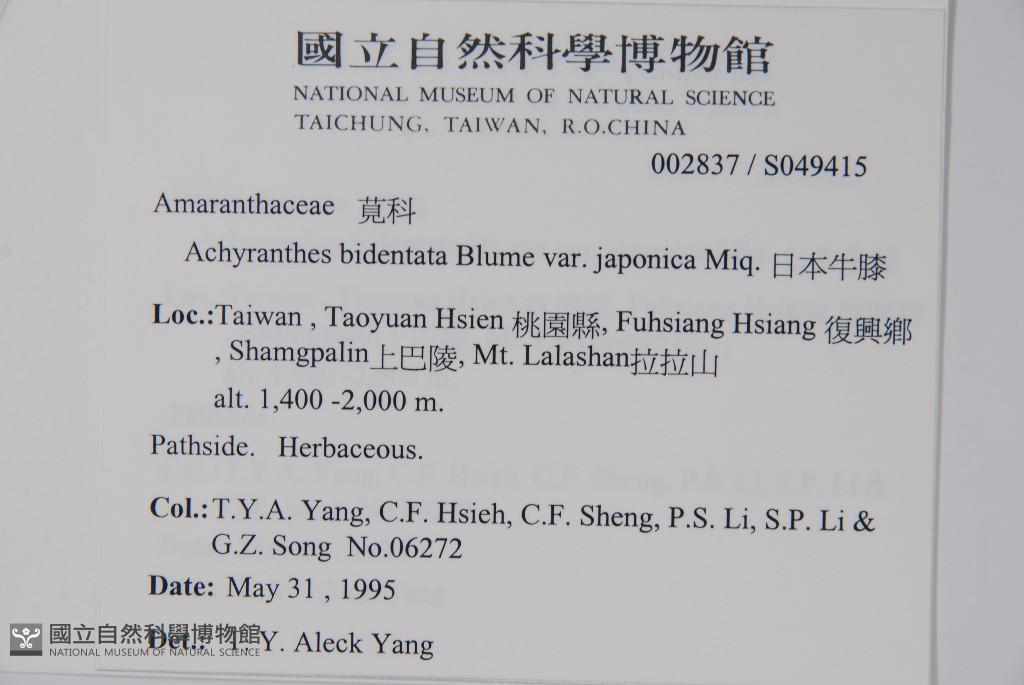 國立自然科學博物館
NATIONAL MUSEUM OF NATURAL SCIENCE
TAICHUNG, TAIWAN, R.O.CHINA
002837 / S049415
Amaranthaceae 莧科
Achyranthes bidentata Blume var. japonica Miq. 日本牛膝
Loc.:Taiwan , Taoyuan Hsien 桃園縣, Fuhsiang Hsiang 復興鄉
, Shamgpalin上巴陵, Mt. Lalashan拉拉山
alt. 1,400 -2,000 m.
Pathside. Herbaceous.
Col.:T.Y.A. Yang, C.F. Hsieh, C.F. Sheng, P.S. Li, S.P. Li &
G.Z. Song No.06272
Date: May 31 , 1995
Det.: T. Y. Aleck Yang
國立自然科學博物館
NATIONAL MUSEUM OF NATURAL SCIENCE